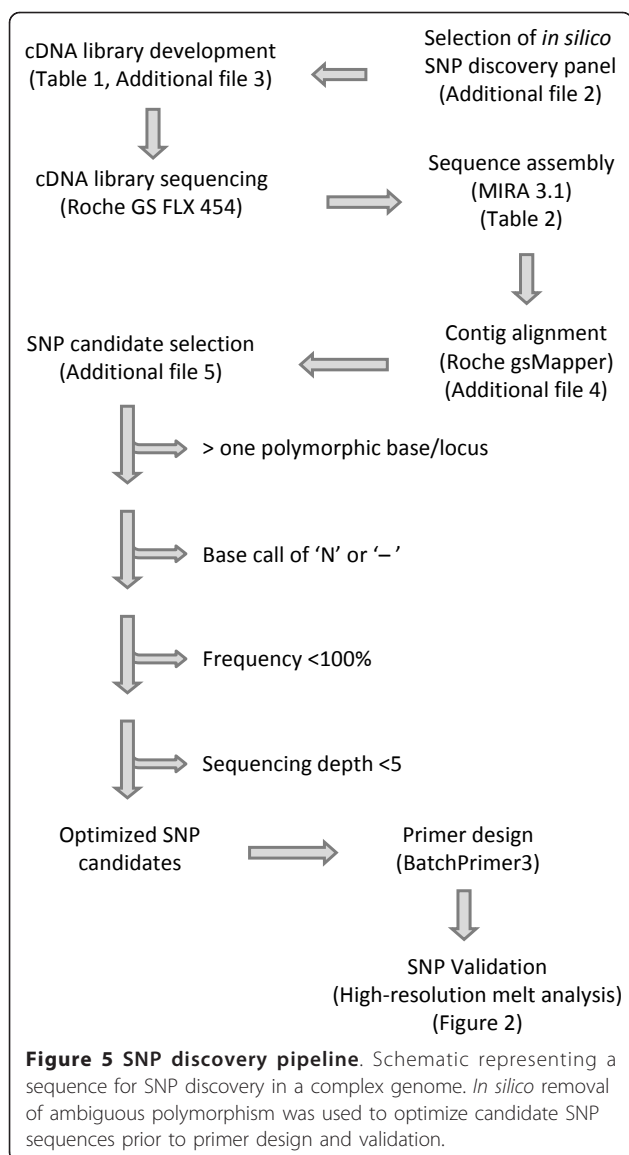 Selection of in silico
SNP discovery panel
(Additional file 2)
cDNA library development
(Table 1, Additional file 3)
cDNA library sequencing
(Roche GS FLX 454)
Sequence assembly
(MIRA 3.1)
(Table 2)
Contig alignment
(Roche gsMapper)
(Additional file 4)
SNP candidate selection
(Additional file 5)
> one polymorphic base/locus
Base call of ‘N’ or ‘– ’
Frequency <100%
Sequencing depth <5
Optimized SNP
candidates
Primer design
(BatchPrimer3)
SNP Validation
(High-resolution melt analysis)
(Figure 2)
Figure 5 SNP discovery pipeline. Schematic representing a
sequence for SNP discovery in a complex genome. In silico removal
of ambiguous polymorphism was used to optimize candidate SNP
sequences prior to primer design and validation.